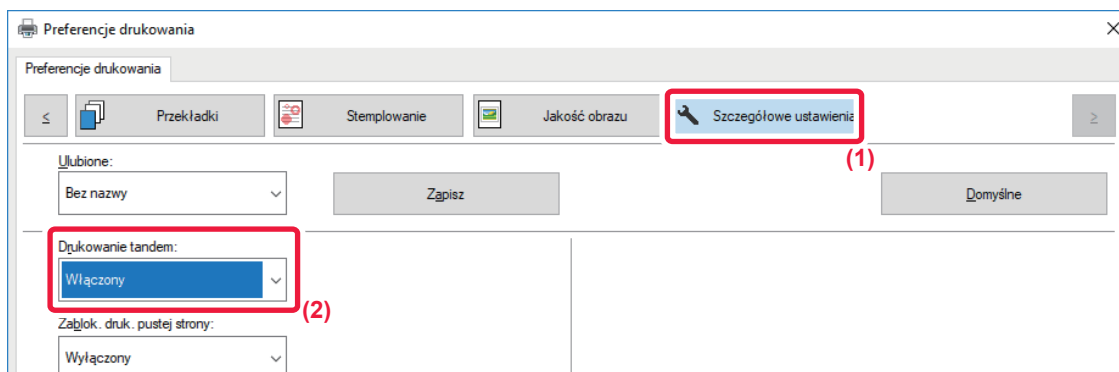 Preferencje drukowania
Preferencje drukowania
< Przekładki Stemplowanie Jakość obrazu Szczegółowe ustawienia >
(1)
Ulubione:
Bez nazwy Zapisz Domyślne
Drukowanie tandem:
Włączony
(2)
Zablok. druk. pustej strony:
Wyłączony